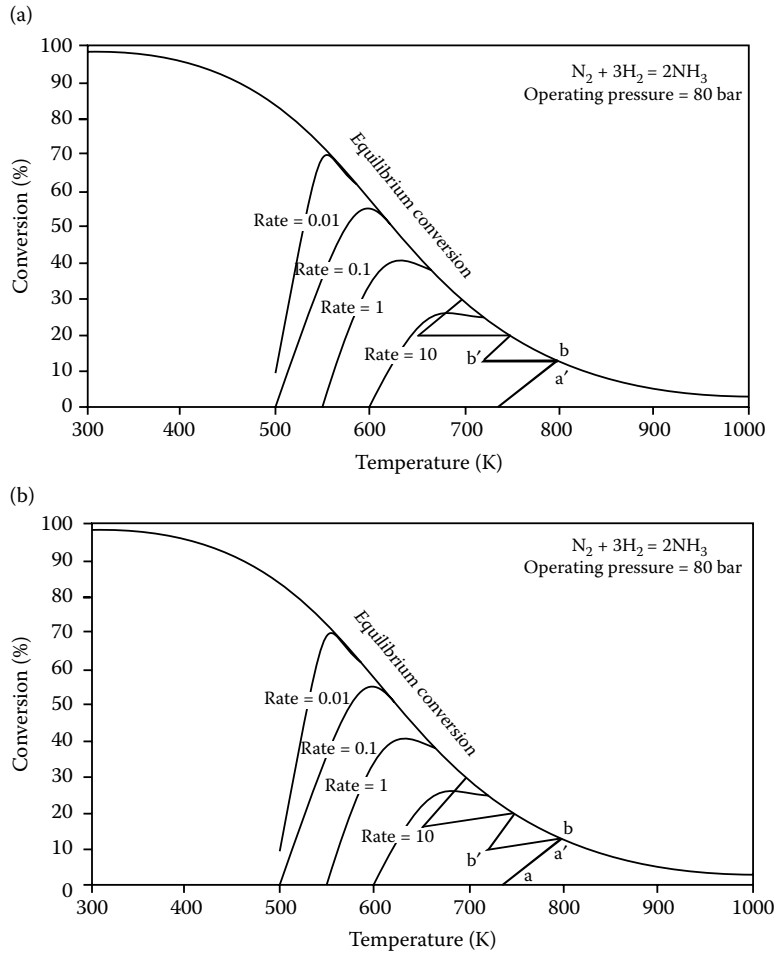 (a)
100
90
80
70
60
50
40
30
20
10
0
Conversion (%)
N₂ + 3H₂ = 2NH₃
Operating pressure = 80 bar
Equilibrium conversion
Rate = 0.01
Rate = 0.1
Rate = 1
Rate = 10
b′
b
a′
300 400 500 600 700 800 900 1000
Temperature (K)
(b)
100
90
80
70
60
50
40
30
20
10
0
Conversion (%)
N₂ + 3H₂ = 2NH₃
Operating pressure = 80 bar
Equilibrium conversion
Rate = 0.01
Rate = 0.1
Rate = 1
Rate = 10
b′
b
a′
a
300 400 500 600 700 800 900 1000
Temperature (K)